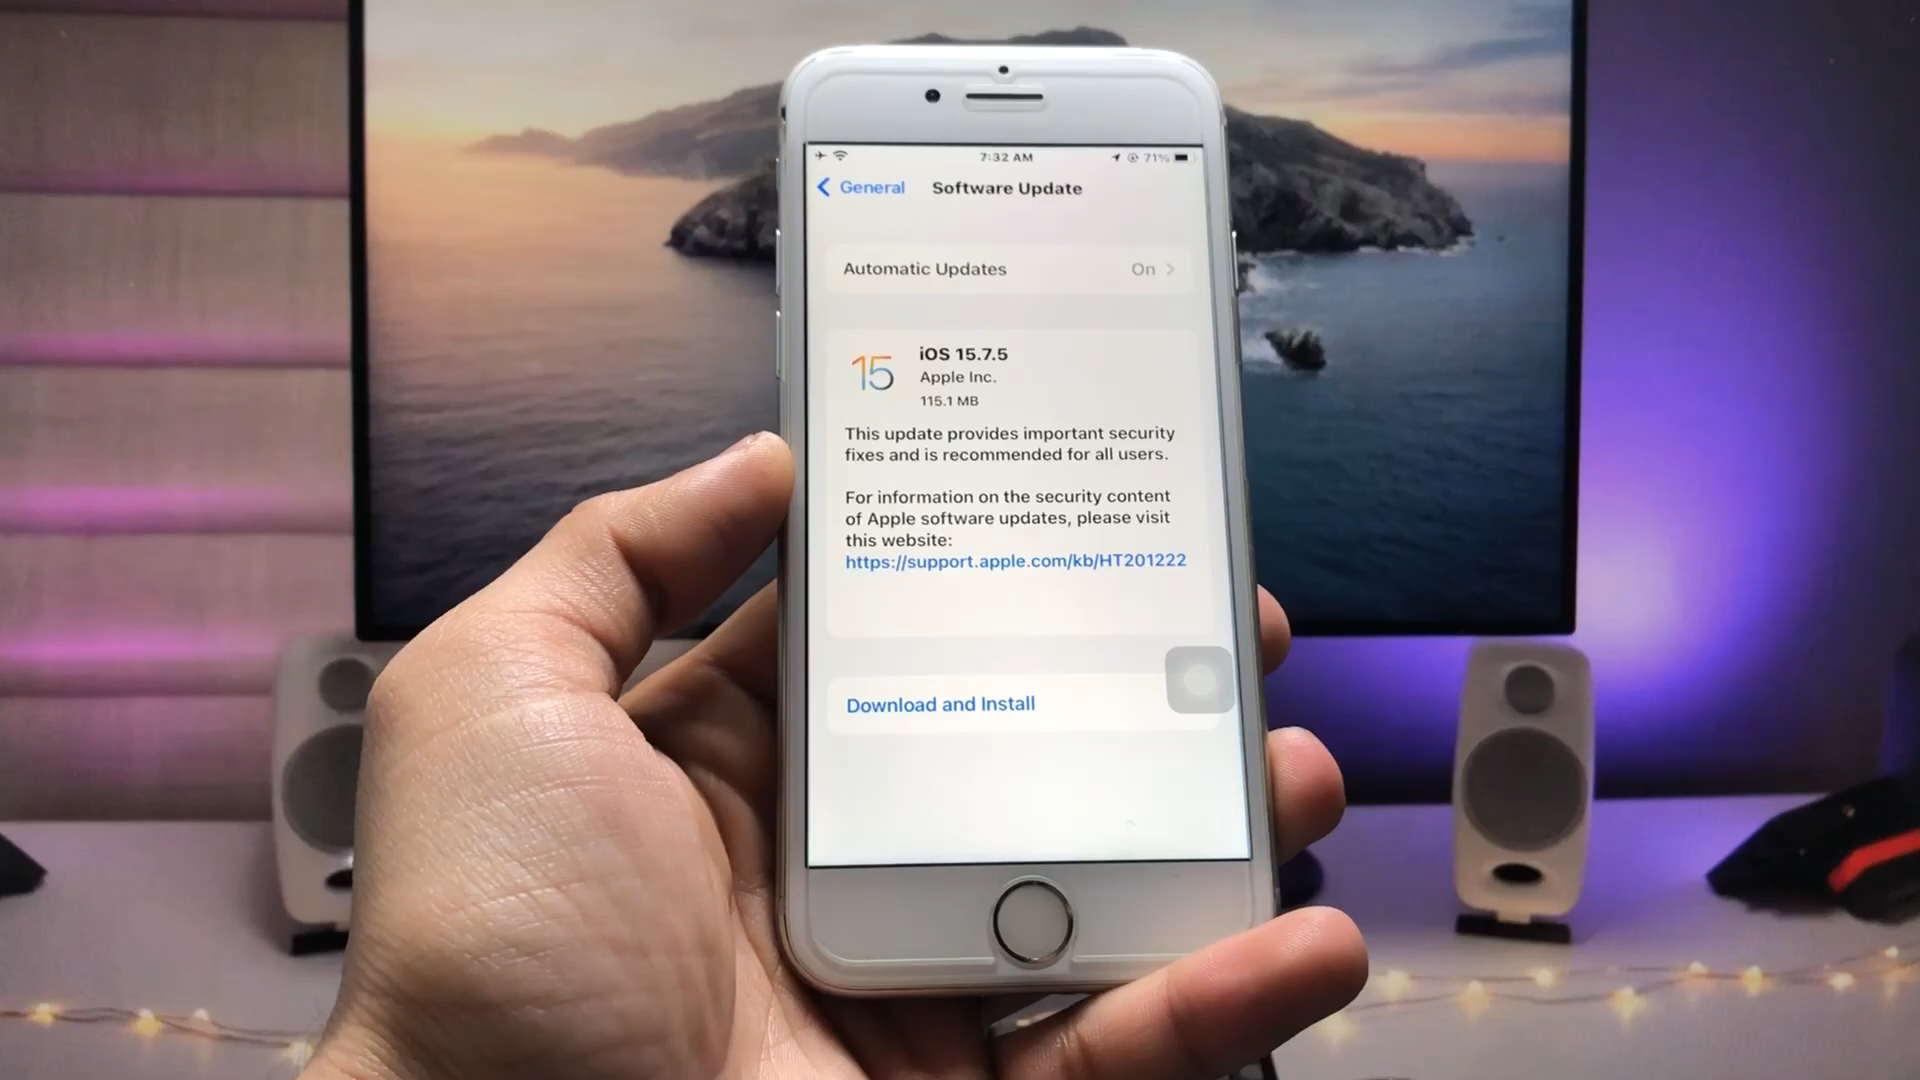 7:32 AM
71%
General
Software Update
Automatic Updates
On
15
iOS 15.7.5
Apple Inc.
115.1 MB
This update provides important security
fixes and is recommended for all users.
For information on the security content
of Apple software updates, please visit
this website:
https://support.apple.com/kb/HT201222
Download and Install